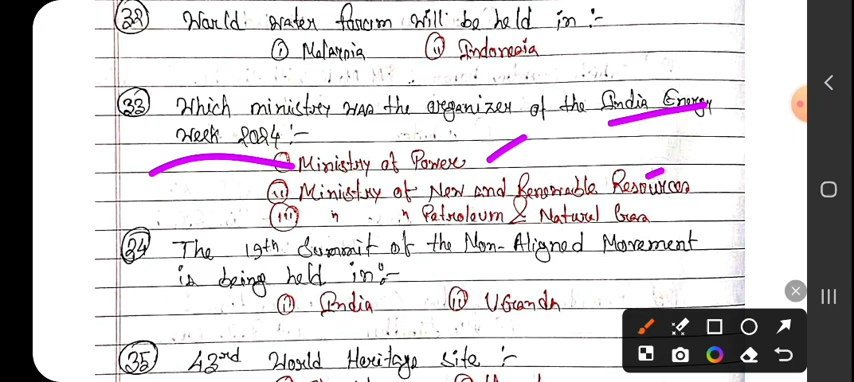 32 World water forum will be held in :-
(i) Malaysia (ii) Indonesia
33 Which ministry was the organizer of the India Energy
Week 2024 :-
(i) Ministry of Power
(ii) Ministry of New and Renewable Resources
(iii) " " Petroleum & Natural Gas
34 The 19th Summit of the Non-Aligned Movement
is being held in :-
(i) India (ii) Uganda
35 43rd World Heritage Site :-